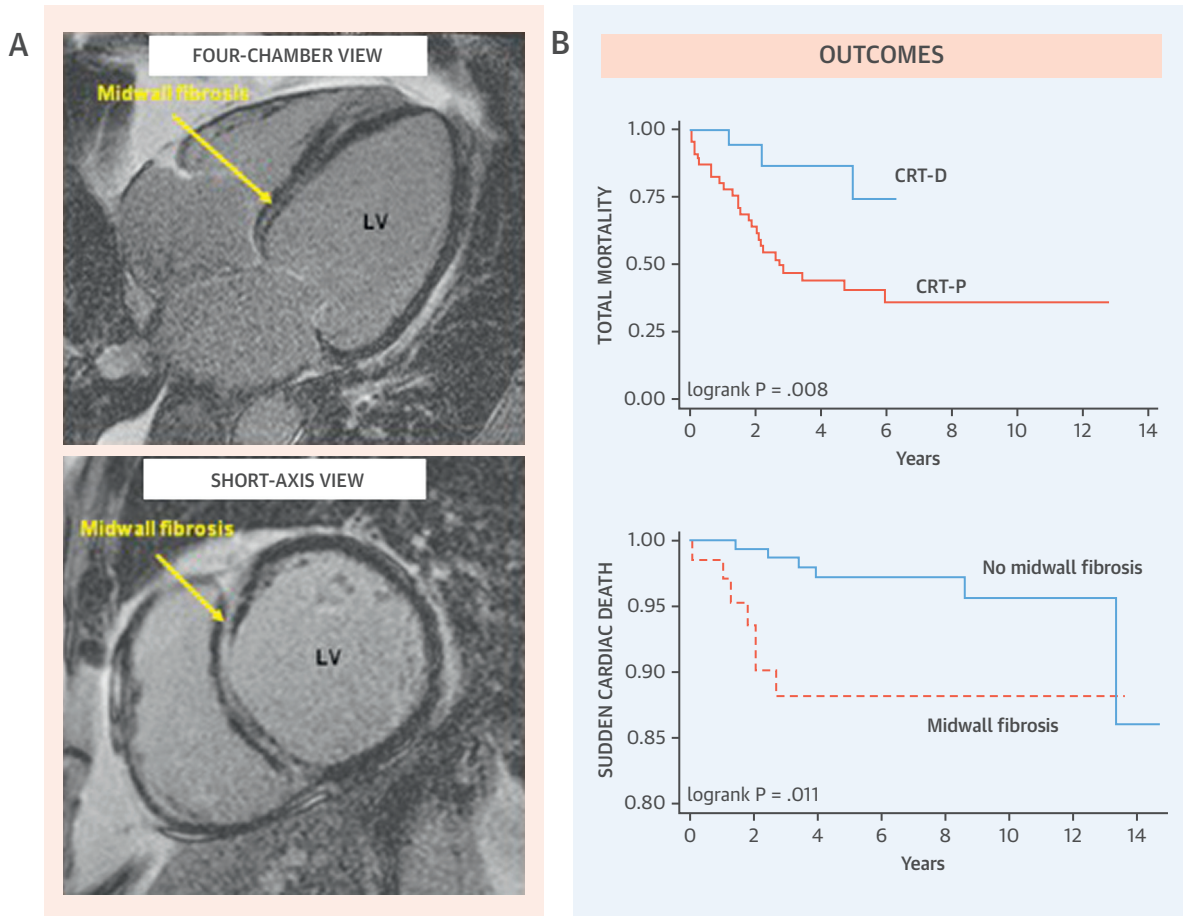 A
FOUR-CHAMBER VIEW
Midwall fibrosis
LV
SHORT-AXIS VIEW
Midwall fibrosis
LV
B
OUTCOMES
TOTAL MORTALITY
1.00
0.75
0.50
0.25
0.00
CRT-D
CRT-P
logrank P = .008
0 2 4 6 8 10 12 14
Years
SUDDEN CARDIAC DEATH
1.00
0.95
0.90
0.85
0.80
No midwall fibrosis
Midwall fibrosis
logrank P = .011
0 2 4 6 8 10 12 14
Years